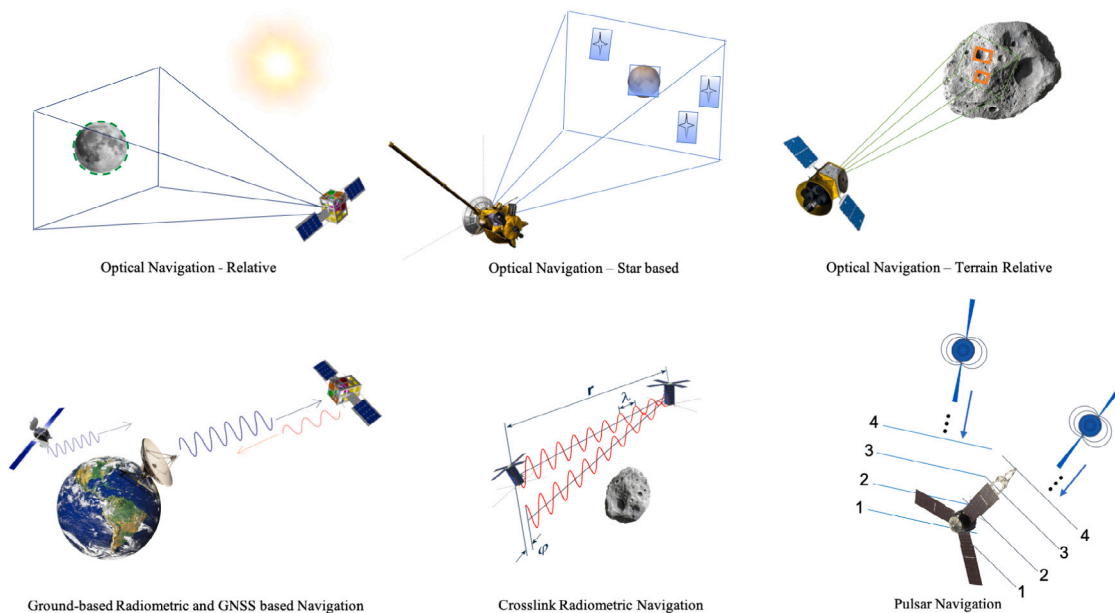 Optical Navigation - Relative
Optical Navigation – Star based
Optical Navigation – Terrain Relative
r
λ
φ
4
3
2
1
4
3
2
1
Ground-based Radiometric and GNSS based Navigation
Crosslink Radiometric Navigation
Pulsar Navigation